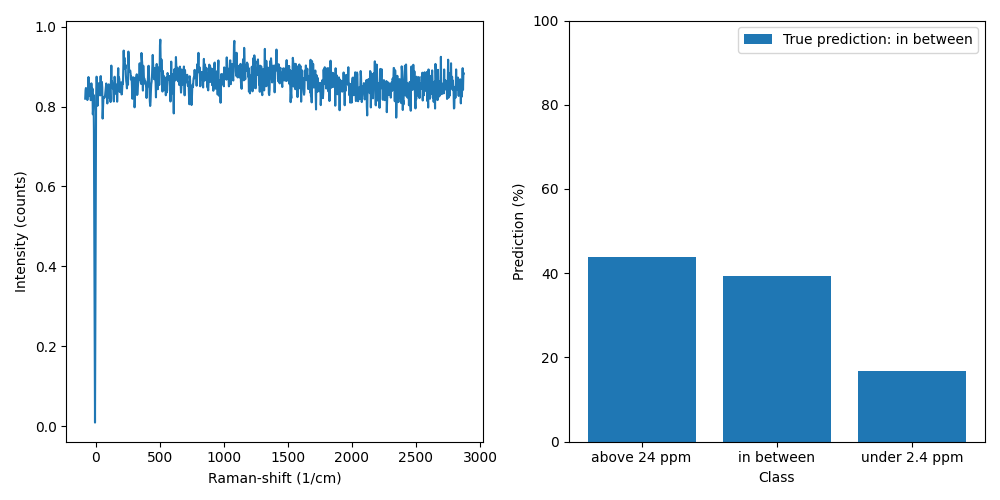 1.0
0.8
0.6
0.4
0.2
0.0
Intensity (counts)
0 500 1000 1500 2000 2500 3000
Raman-shift (1/cm)
100
80
60
40
20
0
Prediction (%)
True prediction: in between
above 24 ppm in between under 2.4 ppm
Class